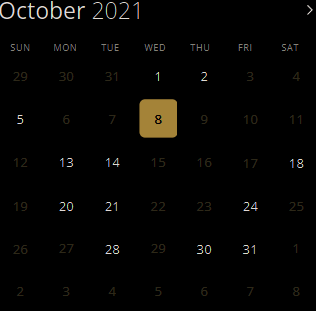 October 2021
SUN MON TUE WED THU FRI SAT
29 30 31 1 2 3 4
5 6 7 8 9 10 11
12 13 14 15 16 17 18
19 20 21 22 23 24 25
26 27 28 29 30 31 1
2 3 4 5 6 7 8